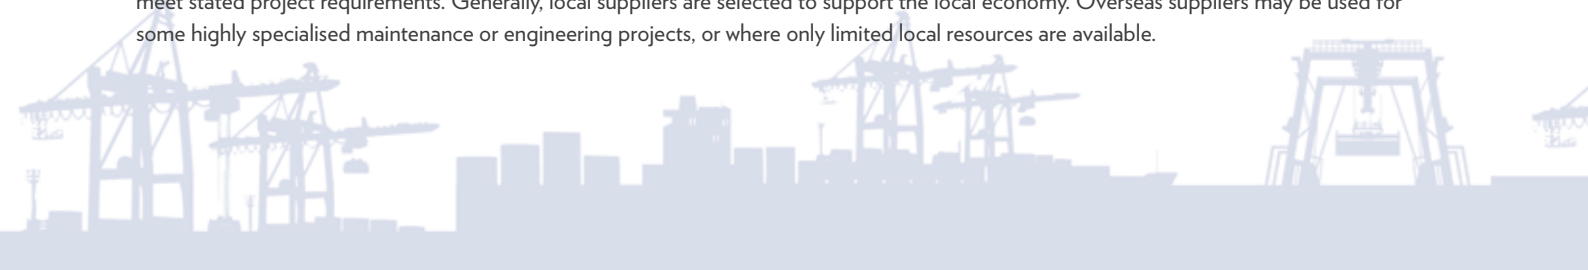 meet stated project requirements. Generally, local suppliers are selected to support the local economy. Overseas suppliers may be used for
some highly specialised maintenance or engineering projects, or where only limited local resources are available.